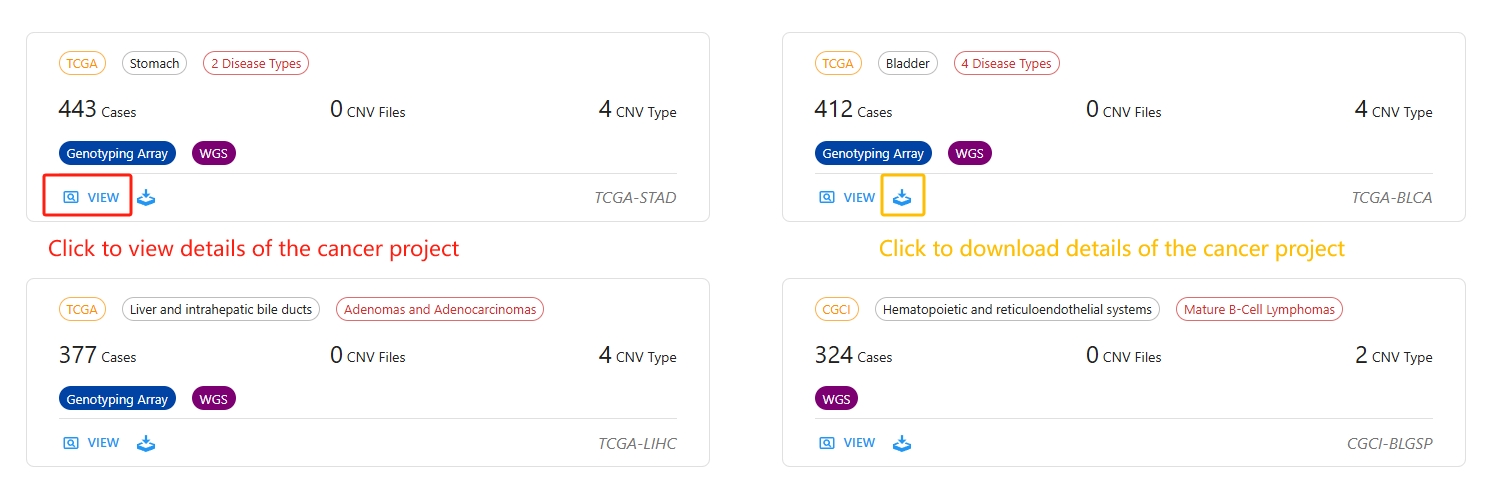 TCGA Stomach 2 Disease Types
443 Cases 0 CNV Files 4 CNV Type
Genotyping Array WGS
VIEW TCGA-STAD
Click to view details of the cancer project
TCGA Bladder 4 Disease Types
412 Cases 0 CNV Files 4 CNV Type
Genotyping Array WGS
VIEW TCGA-BLCA
Click to download details of the cancer project
TCGA Liver and intrahepatic bile ducts Adenomas and Adenocarcinomas
377 Cases 0 CNV Files 4 CNV Type
Genotyping Array WGS
VIEW TCGA-LIHC
CGCI Hematopoietic and reticuloendothelial systems Mature B-Cell Lymphomas
324 Cases 0 CNV Files 2 CNV Type
WGS
VIEW CGCI-BLGSP